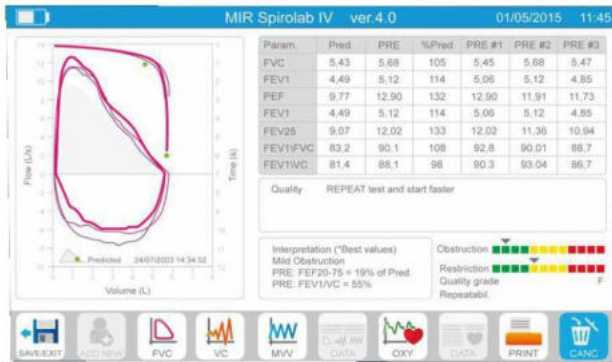 MIR Spirolab IV ver.4.0 01/05/2015 11:45
Param. Pred. PRE %Pred PRE #1 PRE #2 PRE #3
FVC 5,43 5,68 105 5,45 5,68 5,47
FEV1 4,49 5,12 114 5,06 5,12 4,85
PEF 9,77 12,90 132 12,90 11,91 11,73
FEV1 4,49 5,12 114 5,06 5,12 4,85
FEV25 9,07 12,02 133 12,02 11,36 10,94
FEV1\FVC 83,2 90.1 108 92,8 90.01 88.7
FEV1\VC 81,4 88,1 98 90.3 93.04 86,7
Flow (L/s)
Time (s)
Predicted 24/07/2003 14:34:52
Volume (L)
Quality REPEAT test and start faster
Interpretation (*Best values)
Mild Obstruction
PRE: FEF20-75 = 19% of Pred.
PRE: FEV1/VC = 55%
Obstruction
Restriction
Quality grade F
Repeatabil.
SAVE/EXIT
ADD NEW
FVC
VC
MVV
DATA
OXY
DATA
PRINT
CANC